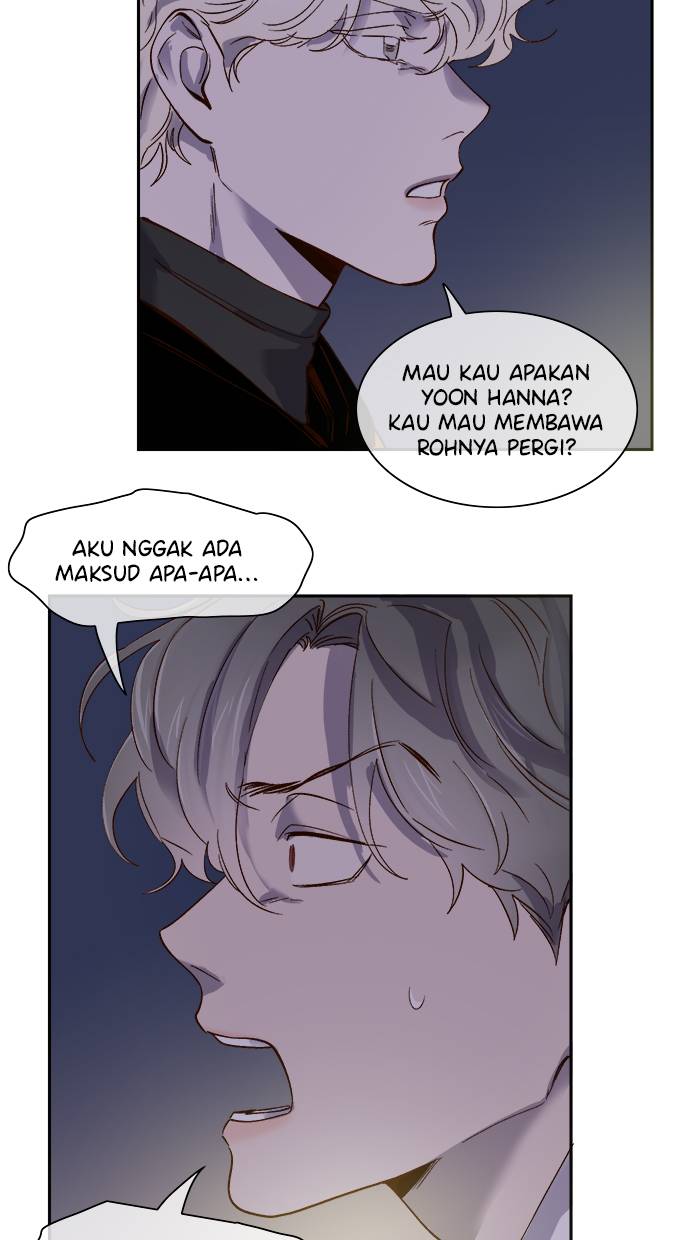 MAU KAU APAKAN
YOON HANNA?
KAU MAU MEMBAWA
ROHNYA PERGI?
AKU NGGAK ADA
MAKSUD APA-APA...